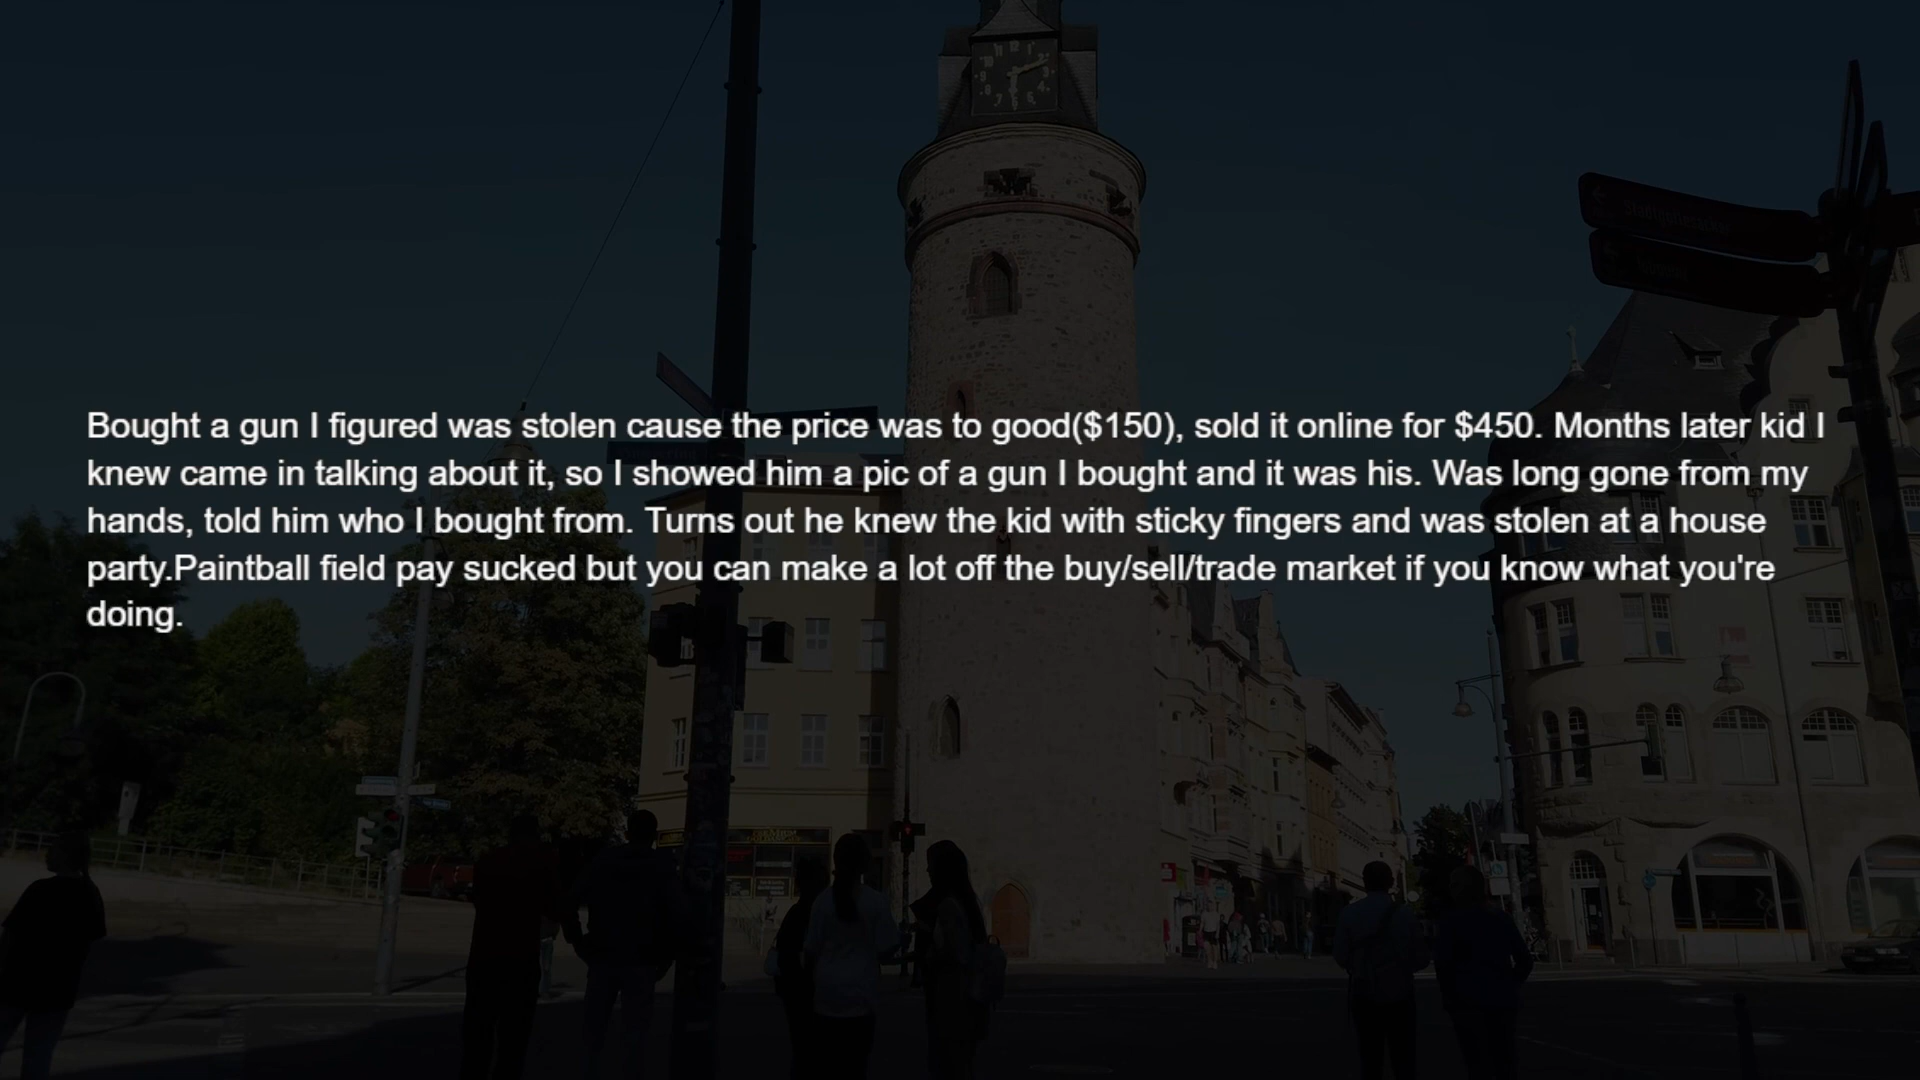 Bought a gun I figured was stolen cause the price was to good($150), sold it online for $450. Months later kid I
knew came in talking about it, so I showed him a pic of a gun I bought and it was his. Was long gone from my
hands, told him who I bought from. Turns out he knew the kid with sticky fingers and was stolen at a house
party.Paintball field pay sucked but you can make a lot off the buy/sell/trade market if you know what you're
doing.